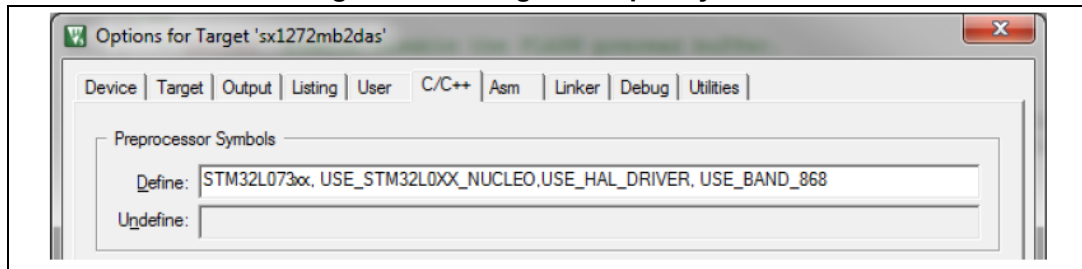 Options for Target 'sx1272mb2das'
Device Target Output Listing User C/C++ Asm Linker Debug Utilities
Preprocessor Symbols
Define: STM32L073xx, USE_STM32L0XX_NUCLEO,USE_HAL_DRIVER, USE_BAND_868
Undefine: